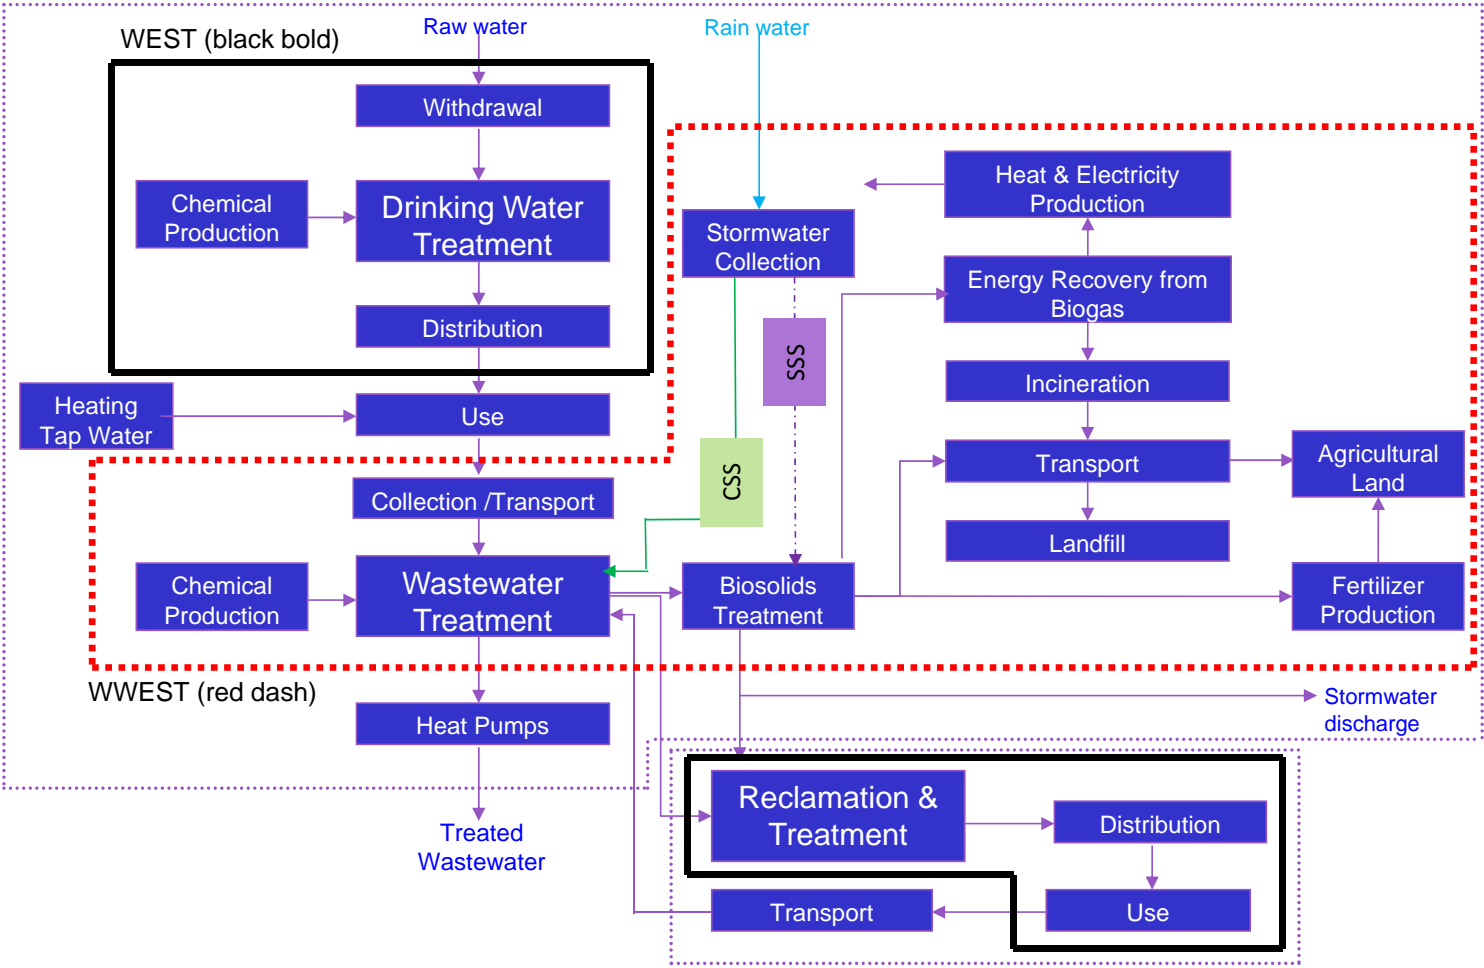 WEST (black bold)
Raw water
Rain water
Withdrawal
Chemical
Production
Drinking Water
Treatment
Distribution
Stormwater
Collection
Heat & Electricity
Production
Energy Recovery from
Biogas
SSS
Incineration
Heating
Tap Water
Use
CSS
Transport
Agricultural
Land
Collection /Transport
Landfill
Chemical
Production
Wastewater
Treatment
Biosolids
Treatment
Fertilizer
Production
WWEST (red dash)
Heat Pumps
Stormwater
discharge
Treated
Wastewater
Reclamation &
Treatment
Distribution
Transport
Use